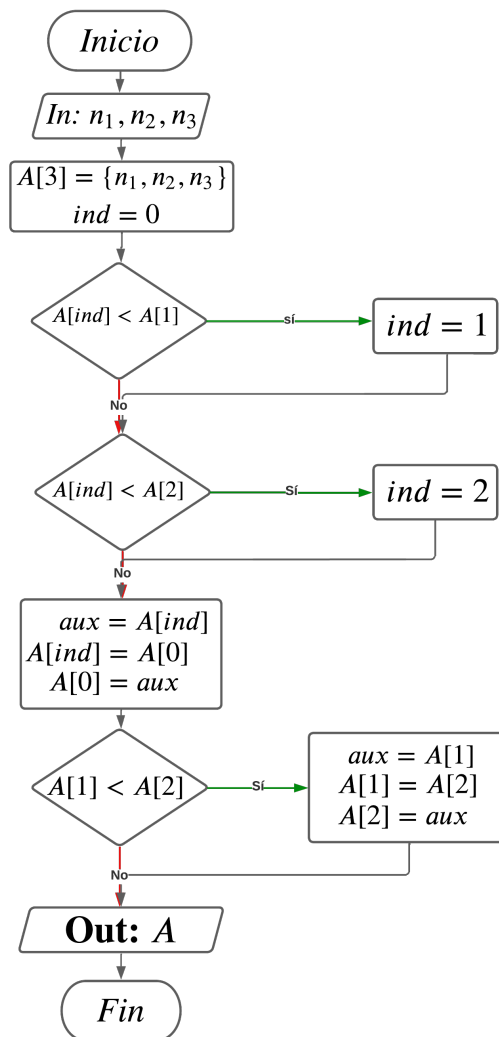 Inicio
In: n₁, n₂, n₃
A[3] = {n₁, n₂, n₃}
ind = 0
A[ind] < A[1]
sí
ind = 1
No
A[ind] < A[2]
Sí
ind = 2
No
aux = A[ind]
A[ind] = A[0]
A[0] = aux
A[1] < A[2]
Sí
aux = A[1]
A[1] = A[2]
A[2] = aux
No
Out: A
Fin